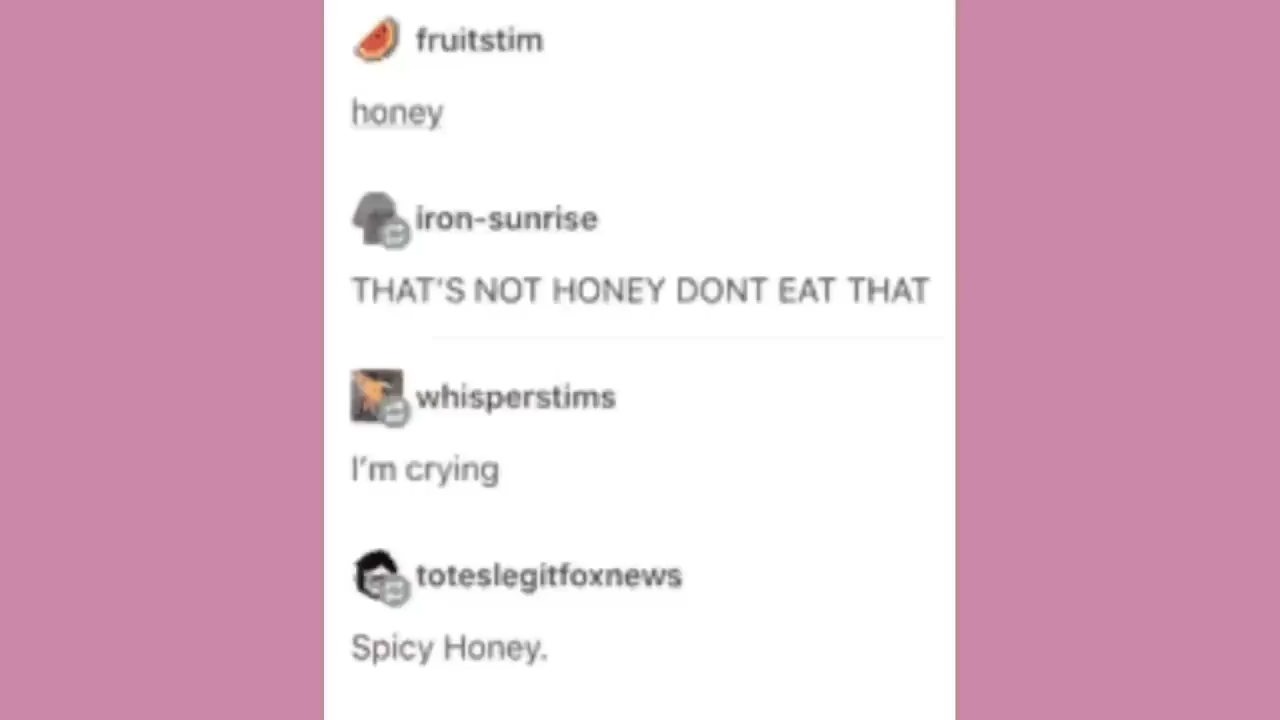 fruitstim
honey
iron-sunrise
THAT'S NOT HONEY DONT EAT THAT
whisperstims
I'm crying
toteslegitfoxnews
Spicy Honey.